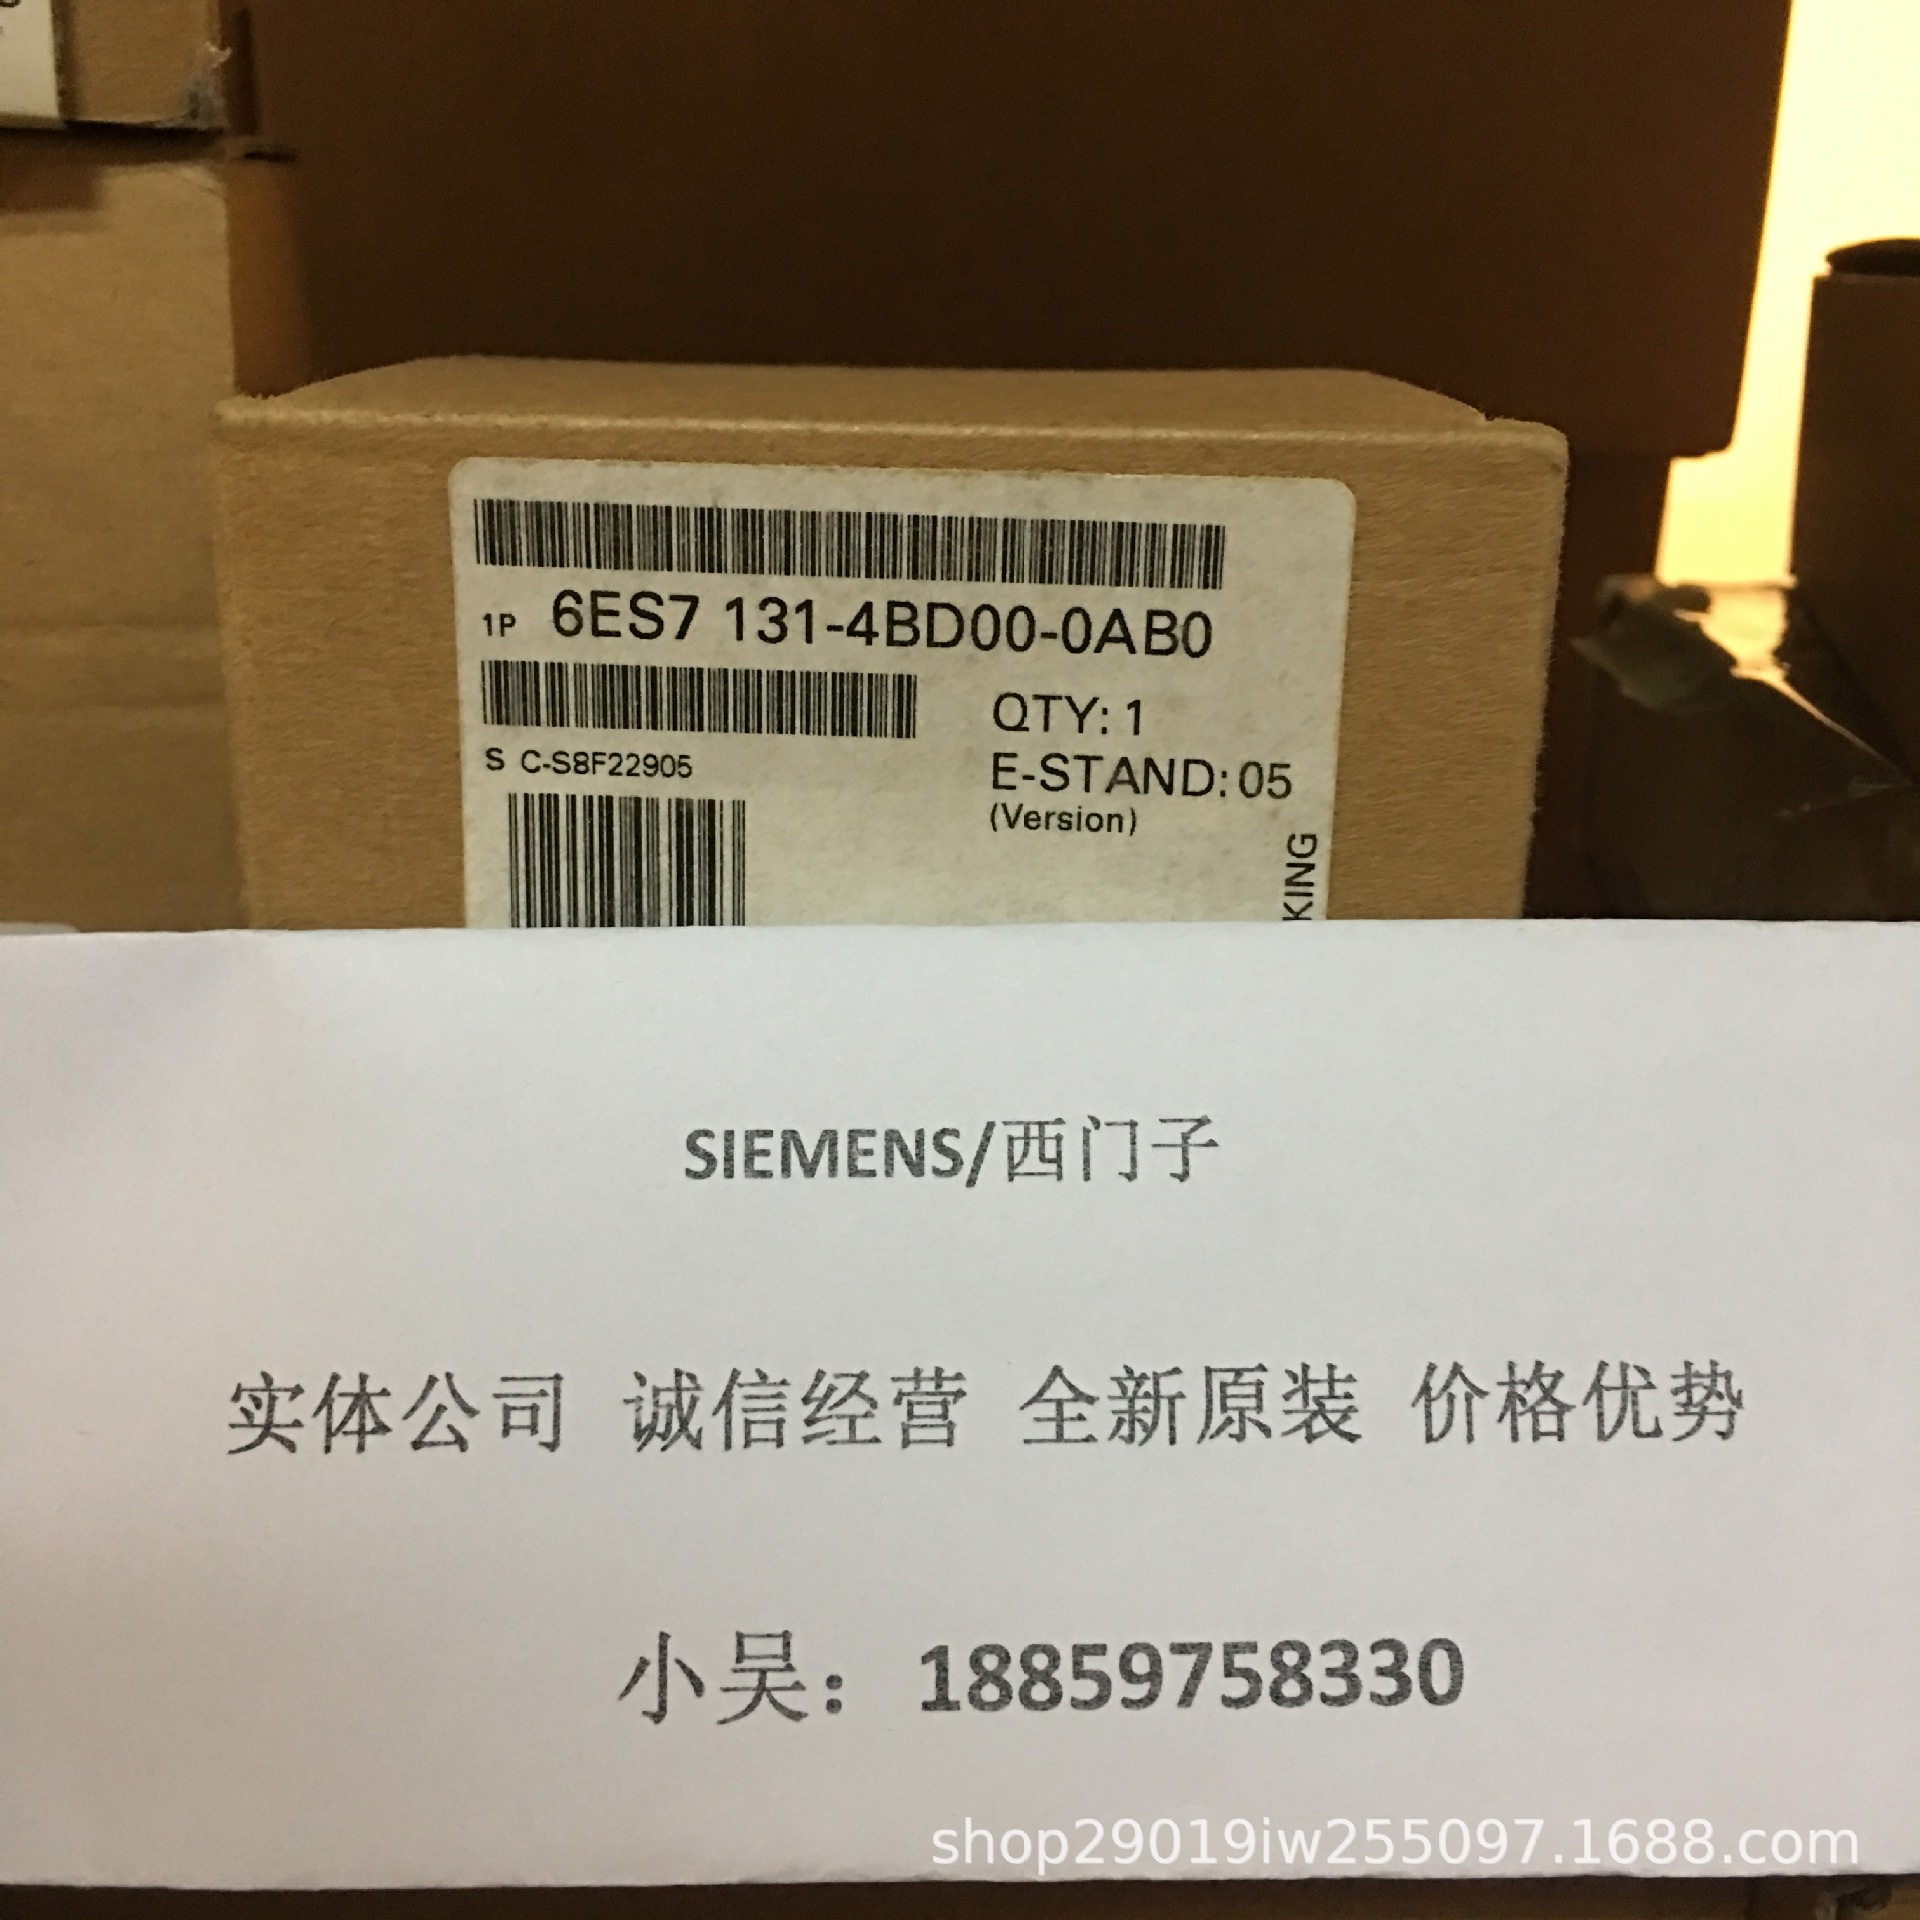 1P 6ES7 131-4BD00-0AB0
QTY: 1
S C-S8F22905
E-STAND: 05
(Version)
KING
SIEMENS/西门子
实体公司 诚信经营 全新原装 价格优势
小吴: 18859758330
shop29019iw255097.1688.com